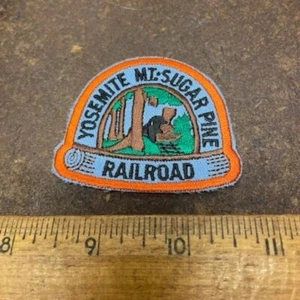 YOSEMITE MT. SUGAR PINE
RAILROAD
8 9 10 11